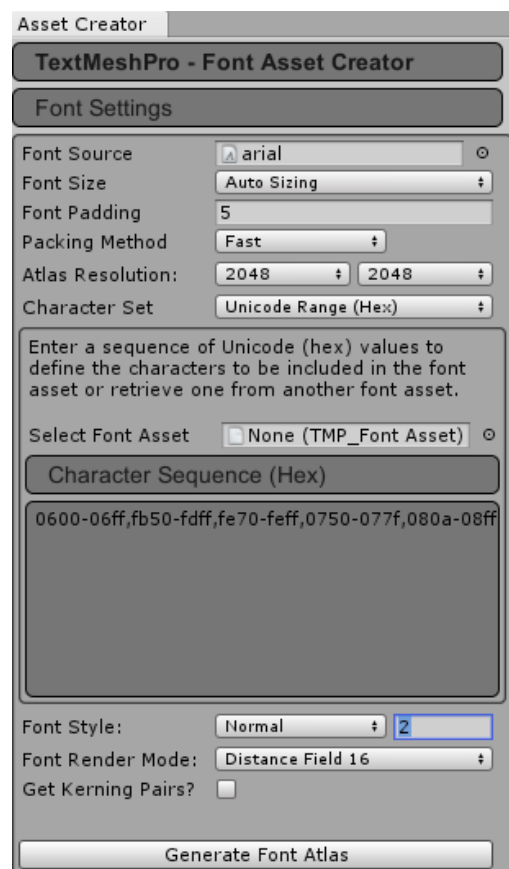 Asset Creator
TextMeshPro - Font Asset Creator
Font Settings
Font Source arial
Font Size Auto Sizing
Font Padding 5
Packing Method Fast
Atlas Resolution: 2048 2048
Character Set Unicode Range (Hex)
Enter a sequence of Unicode (hex) values to
define the characters to be included in the font
asset or retrieve one from another font asset.
Select Font Asset None (TMP_Font Asset)
Character Sequence (Hex)
0600-06ff,fb50-fdff,fe70-feff,0750-077f,080a-08ff
Font Style: Normal 2
Font Render Mode: Distance Field 16
Get Kerning Pairs?
Generate Font Atlas